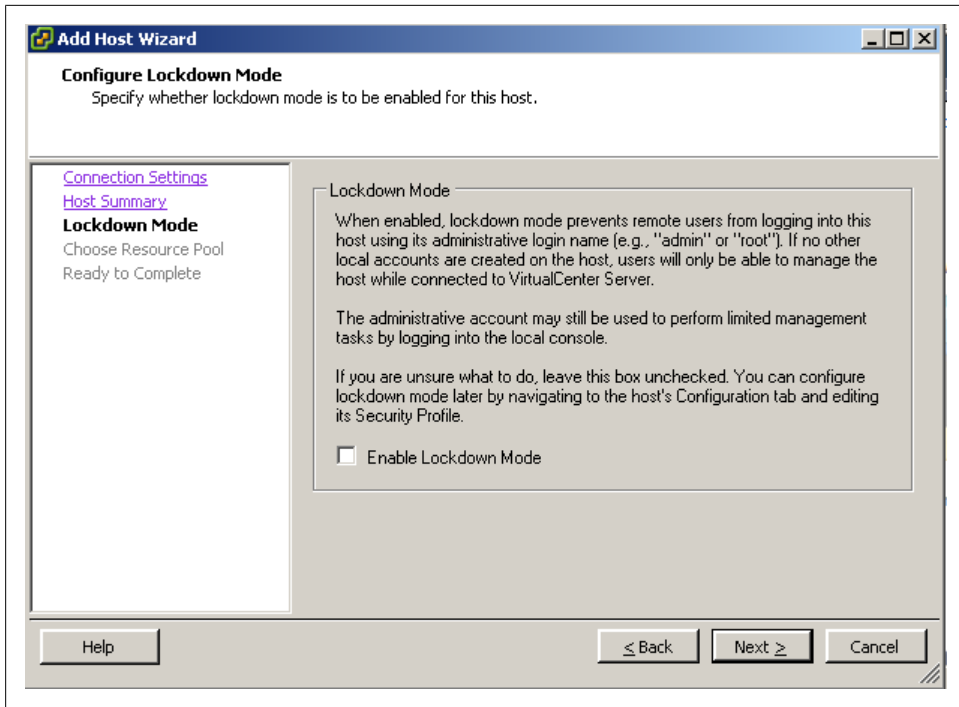 Add Host Wizard
Configure Lockdown Mode
Specify whether lockdown mode is to be enabled for this host.
Connection Settings
Host Summary
Lockdown Mode
Choose Resource Pool
Ready to Complete
Lockdown Mode
When enabled, lockdown mode prevents remote users from logging into this
host using its administrative login name (e.g., "admin" or "root"). If no other
local accounts are created on the host, users will only be able to manage the
host while connected to VirtualCenter Server.
The administrative account may still be used to perform limited management
tasks by logging into the local console.
If you are unsure what to do, leave this box unchecked. You can configure
lockdown mode later by navigating to the host's Configuration tab and editing
its Security Profile.
Enable Lockdown Mode
Help
< Back
Next >
Cancel